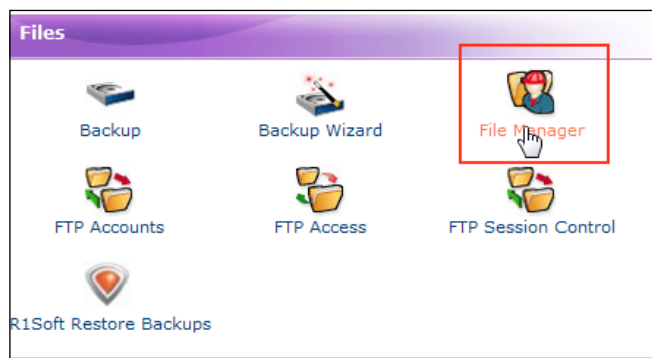 Files
Backup
Backup Wizard
File Manager
FTP Accounts
FTP Access
FTP Session Control
R1Soft Restore Backups